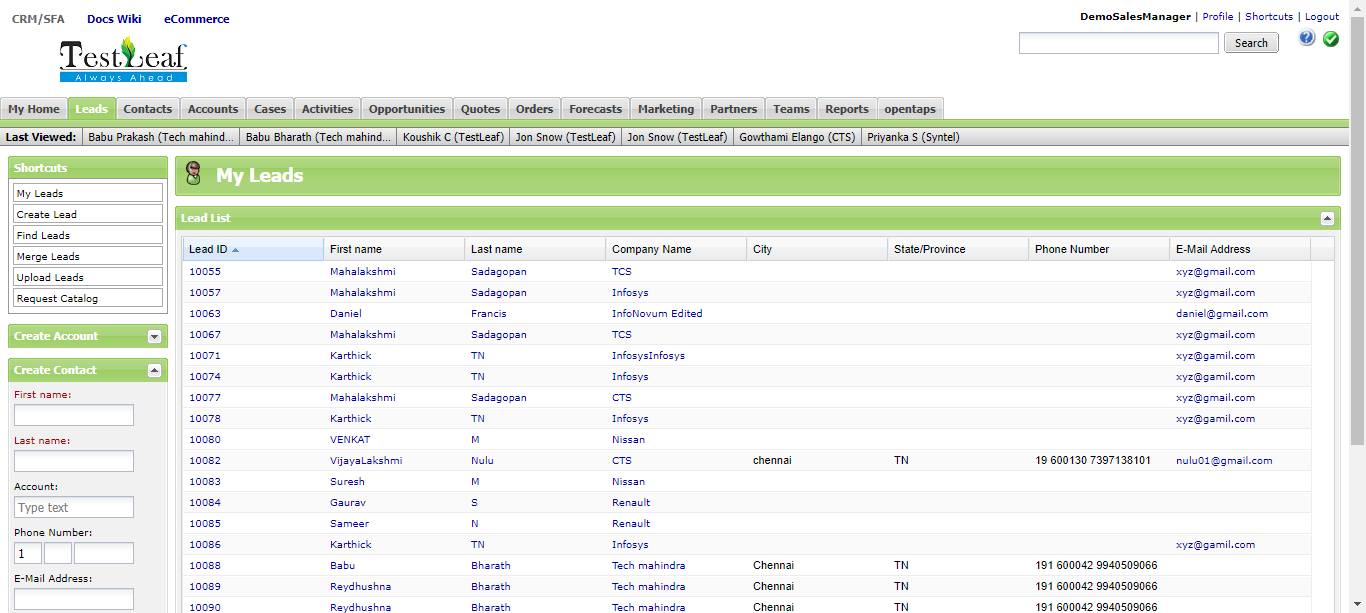 CRM/SFA Docs Wiki eCommerce
DemoSalesManager | Profile | Shortcuts | Logout
TestLeaf
Always Ahead
Search
My Home Leads Contacts Accounts Cases Activities Opportunities Quotes Orders Forecasts Marketing Partners Teams Reports opentaps
Last Viewed: Babu Prakash (Tech mahind... Babu Bharath (Tech mahind... Koushik C (TestLeaf) Jon Snow (TestLeaf) Jon Snow (TestLeaf) Gowthami Elango (CTS) Priyanka S (Syntel)
Shortcuts
My Leads
Create Lead
Find Leads
Merge Leads
Upload Leads
Request Catalog
Create Account
Create Contact
First name:
Last name:
Account:
Type text
Phone Number:
1
E-Mail Address:
My Leads
Lead List
Lead ID First name Last name Company Name City State/Province Phone Number E-Mail Address
10055 Mahalakshmi Sadagopan TCS xyz@gmail.com
10057 Mahalakshmi Sadagopan Infosys xyz@gmail.com
10063 Daniel Francis InfoNovum Edited daniel@gmail.com
10067 Mahalakshmi Sadagopan TCS xyz@gmail.com
10071 Karthick TN InfosysInfosys xyz@gamil.com
10074 Karthick TN Infosys xyz@gamil.com
10077 Mahalakshmi Sadagopan CTS xyz@gmail.com
10078 Karthick TN Infosys xyz@gamil.com
10080 VENKAT M Nissan
10082 VijayaLakshmi Nulu CTS chennai TN 19 600130 7397138101 nulu01@gmail.com
10083 Suresh M Nissan
10084 Gaurav S Renault
10085 Sameer N Renault
10086 Karthick TN Infosys xyz@gamil.com
10088 Babu Bharath Tech mahindra Chennai TN 191 600042 9940509066
10089 Reydhushna Bharath Tech mahindra Chennai TN 191 600042 9940509066
10090 Reydhushna Bharath Tech mahindra Chennai TN 191 600042 9940509066